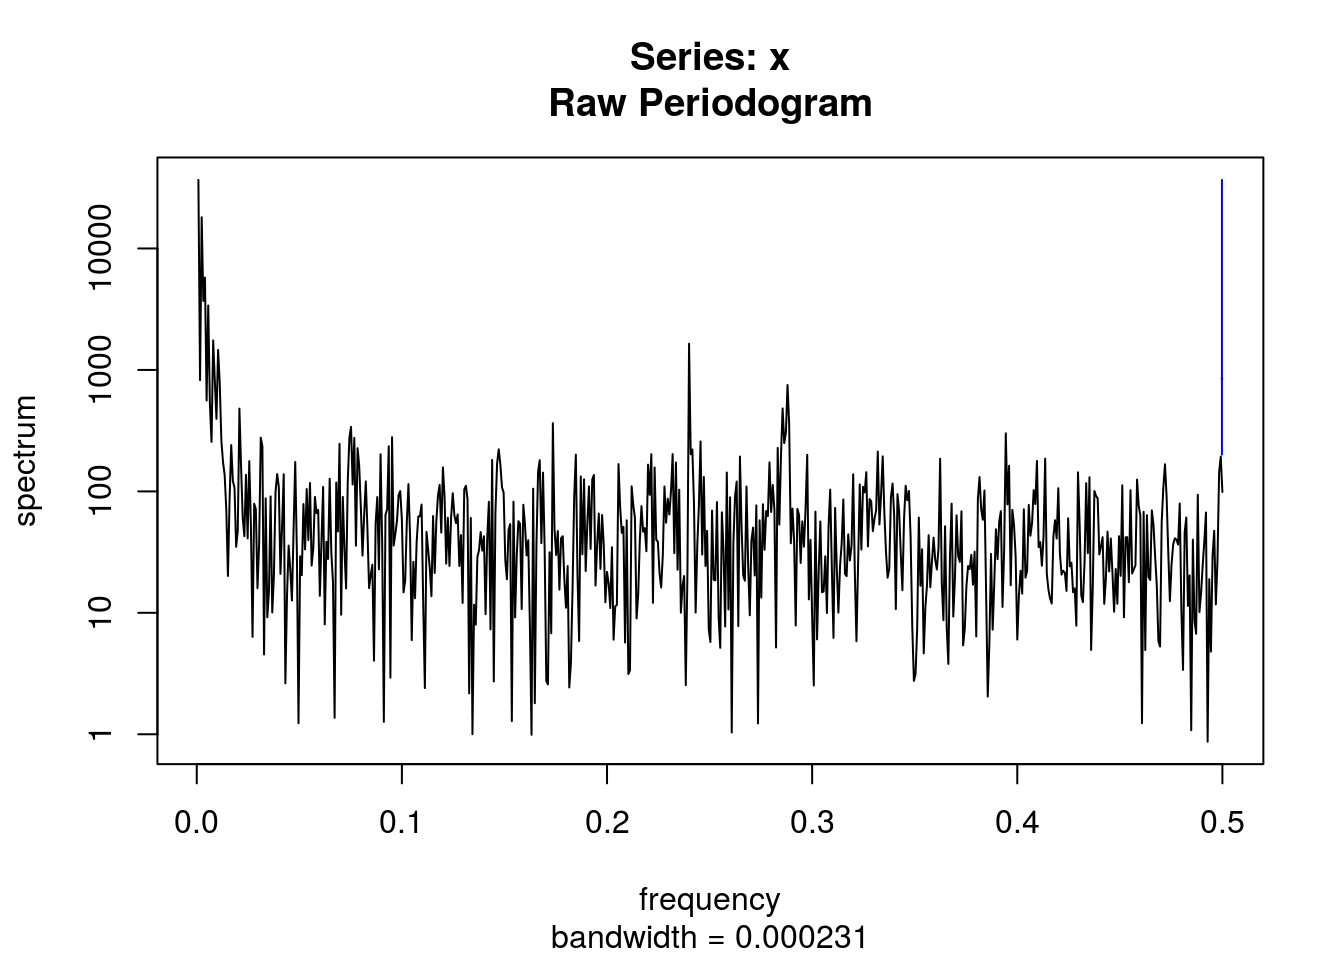 Series: x
Raw Periodogram
spectrum
10000
1000
100
10
1
0.0 0.1 0.2 0.3 0.4 0.5
frequency
bandwidth = 0.000231